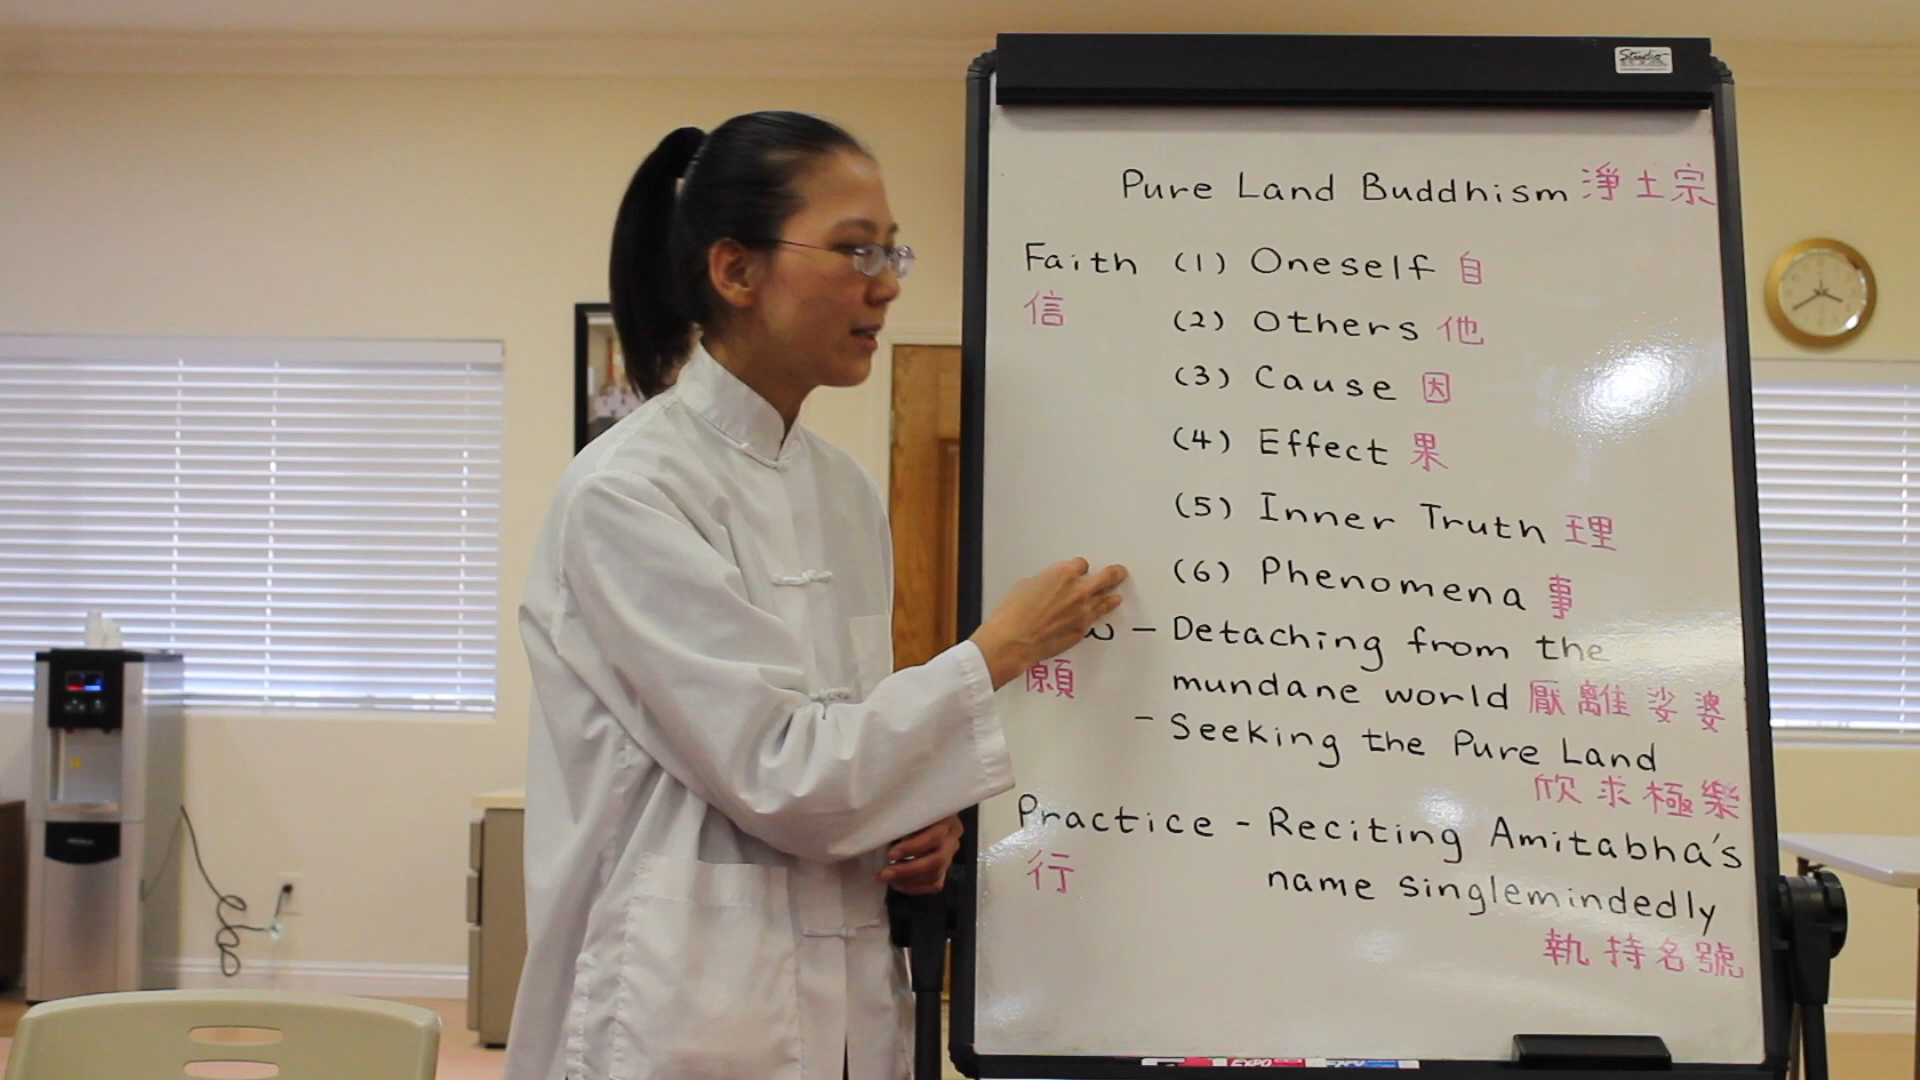 Studio
Pure Land Buddhism 淨土宗
Faith (1) Oneself 自
信 (2) Others 他
(3) Cause 因
(4) Effect 果
(5) Inner Truth 理
(6) Phenomena 事
w – Detaching from the
願 mundane world 厭離娑婆
- Seeking the Pure Land
欣求極樂
Practice - Reciting Amitabha's
行 name singlemindedly
執持名號
EXPO